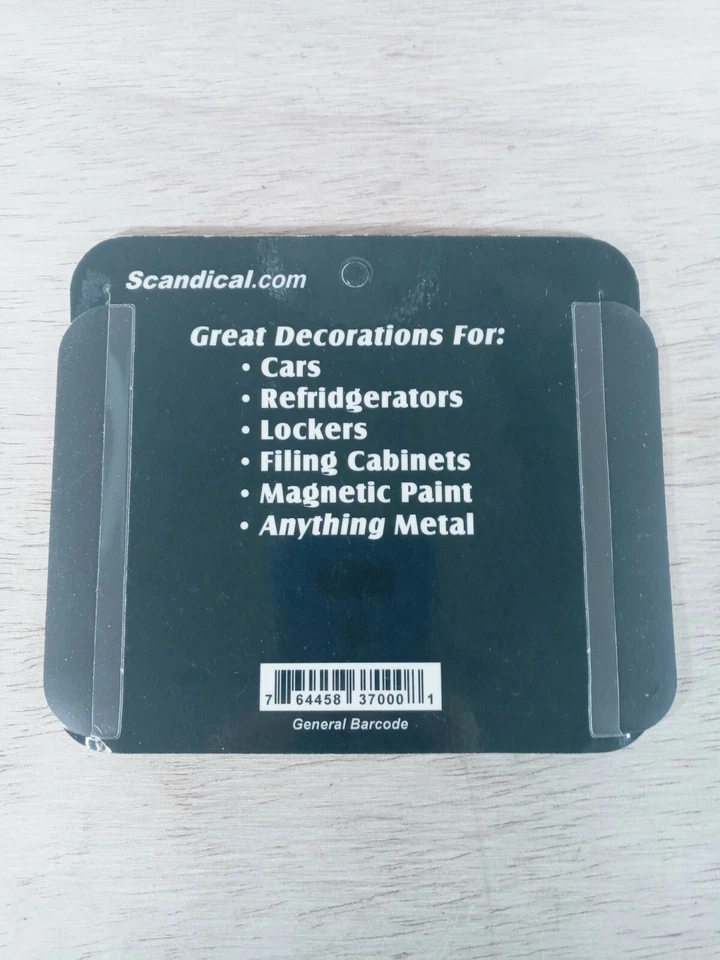 Scandical.com
Great Decorations For:
• Cars
• Refridgerators
• Lockers
• Filing Cabinets
• Magnetic Paint
• Anything Metal
7 64458 37000 1
General Barcode